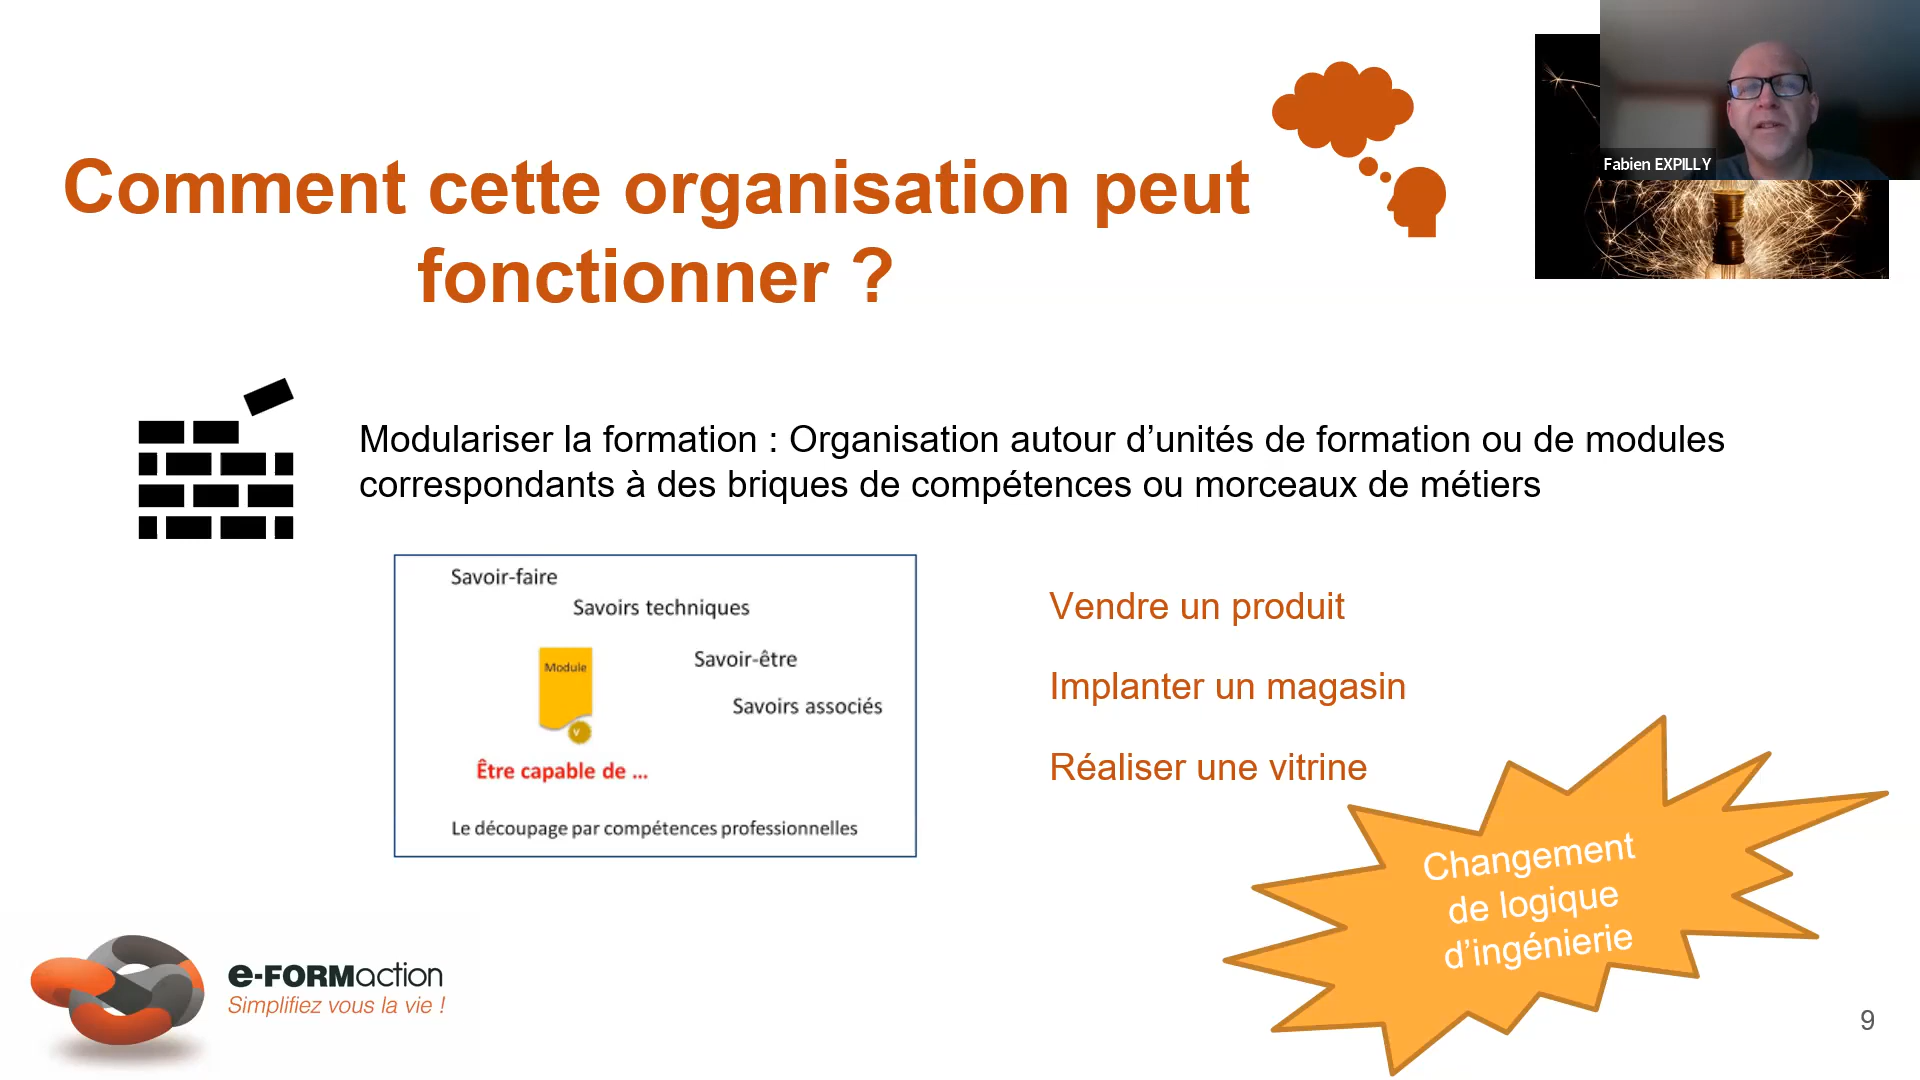 Fabien EXPILLY
Comment cette organisation peut
fonctionner ?
Modulariser la formation : Organisation autour d’unités de formation ou de modules
correspondants à des briques de compétences ou morceaux de métiers
Savoir-faire
Savoirs techniques
Module
Savoir-être
Savoirs associés
V
Être capable de ...
Le découpage par compétences professionnelles
Vendre un produit
Implanter un magasin
Réaliser une vitrine
Changement
de logique
d’ingénierie
e-FORMaction
Simplifiez vous la vie !
9